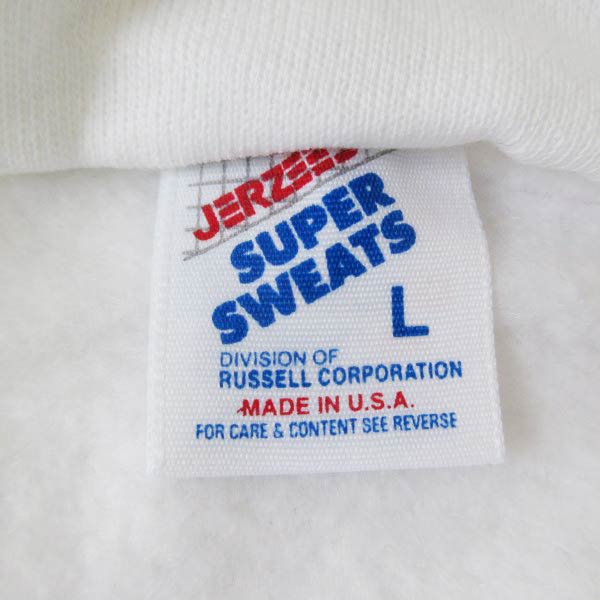 JERZEES
SUPER
SWEATS
L
DIVISION OF
RUSSELL CORPORATION
MADE IN U.S.A.
FOR CARE & CONTENT SEE REVERSE